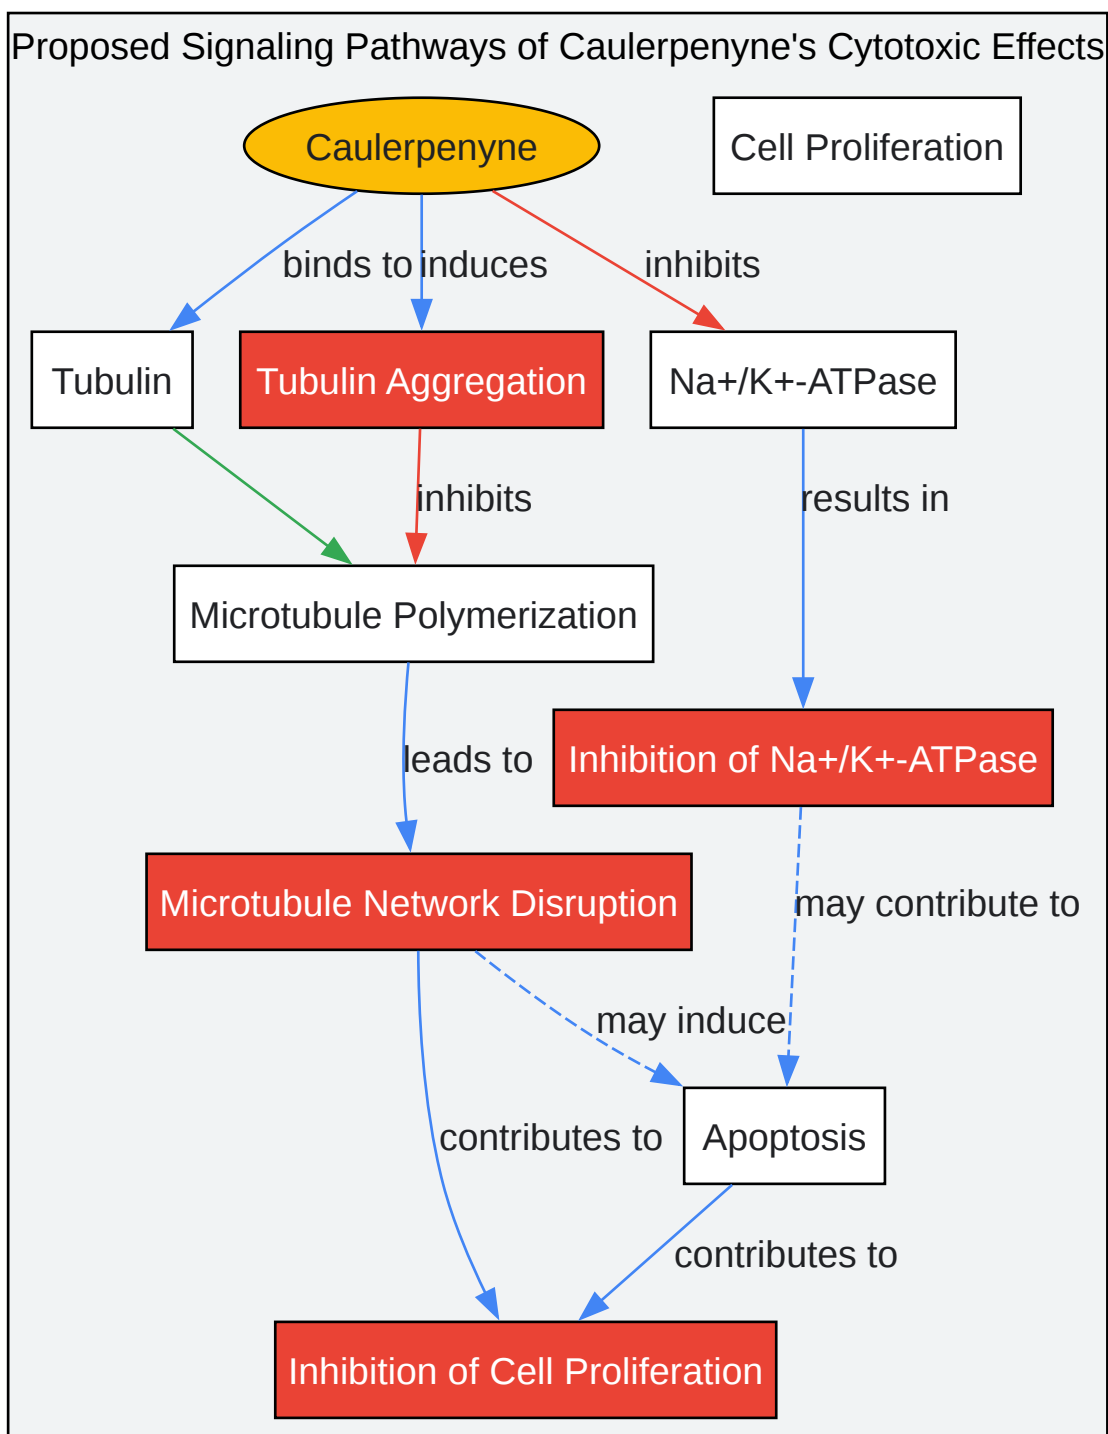 Proposed Signaling Pathways of Caulerpenyne's Cytotoxic Effects
Caulerpenyne
Cell Proliferation
binds to
induces
inhibits
Tubulin
Tubulin Aggregation
Na+/K+-ATPase
inhibits
results in
Microtubule Polymerization
leads to
Inhibition of Na+/K+-ATPase
Microtubule Network Disruption
may contribute to
may induce
contributes to
Apoptosis
contributes to
Inhibition of Cell Proliferation